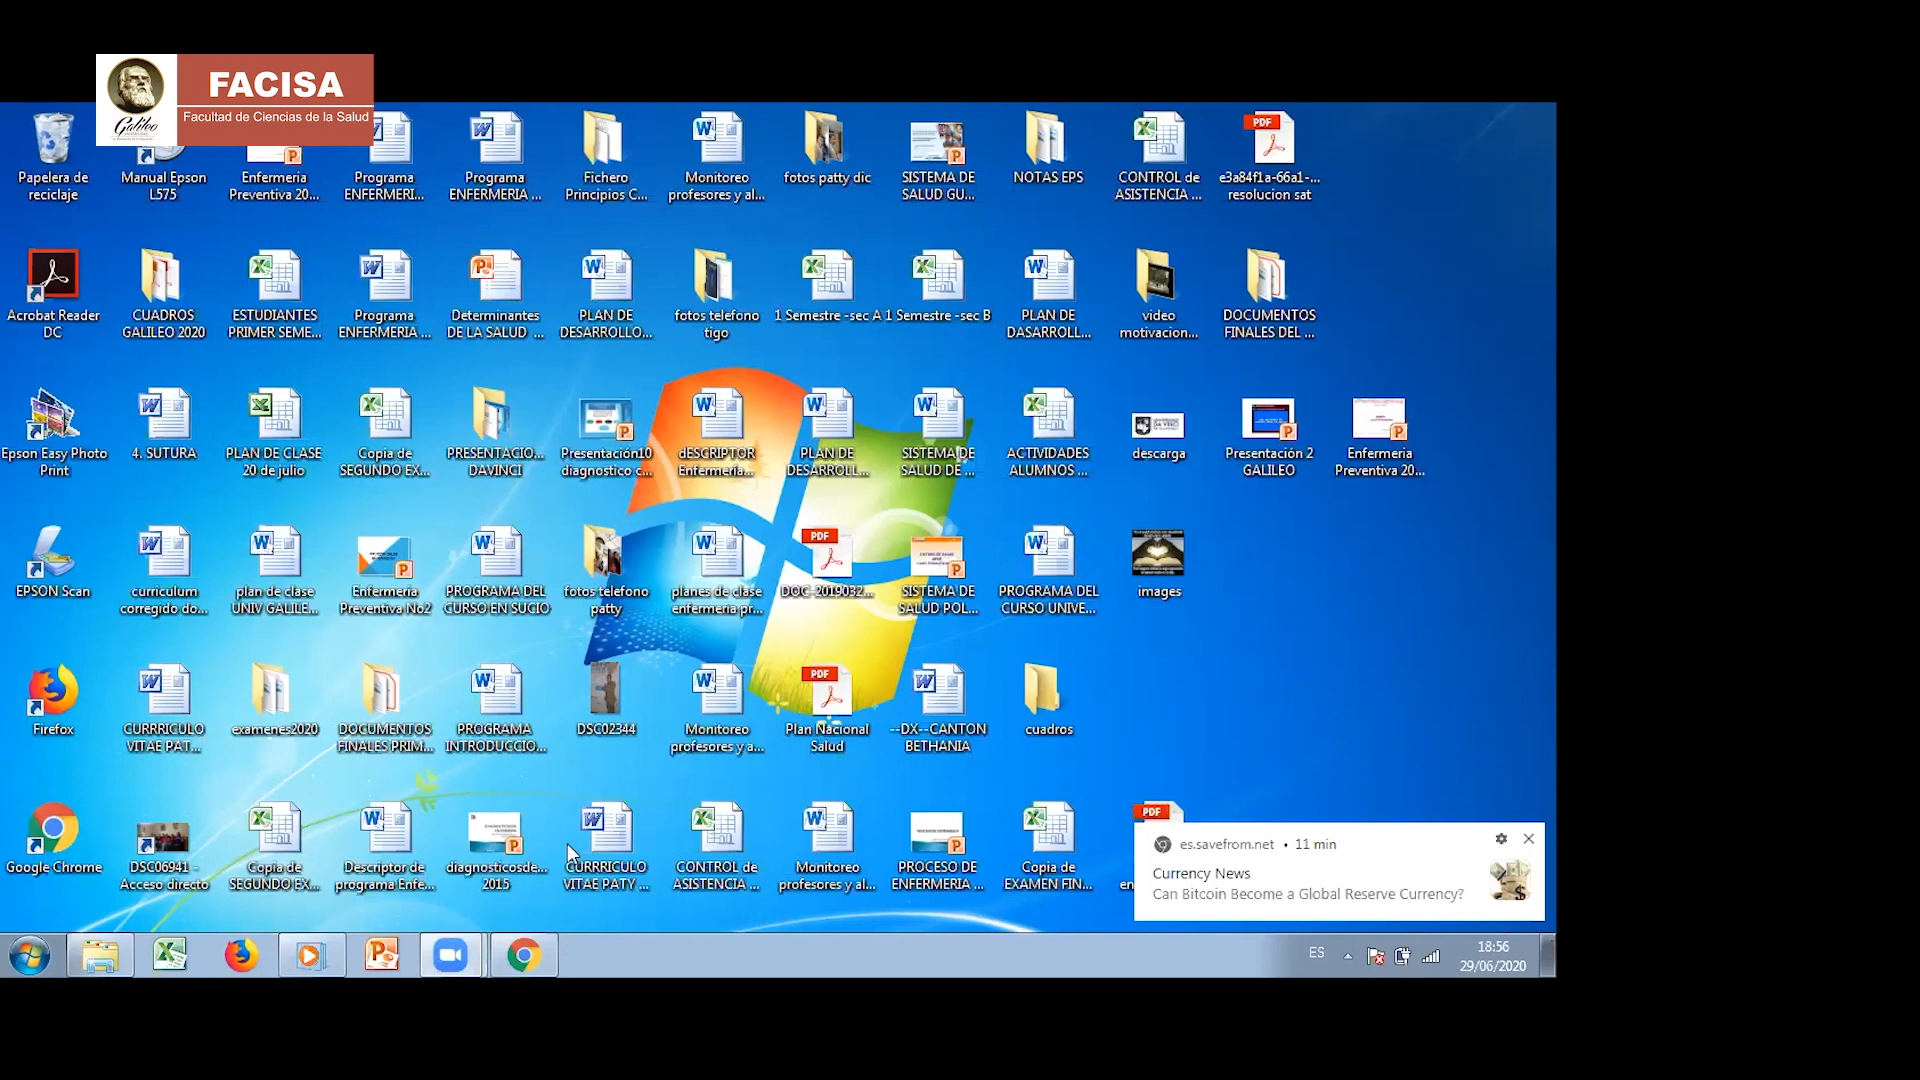 FACISA
Facultad de Ciencias de la Salud
Galileo
Papelera de
reciclaje
Manual Epson
L575
Enfermeria
Preventiva 20...
Programa
ENFERMERI...
Programa
ENFERMERIA ...
Fichero
Principios C...
Monitoreo
profesores y al...
fotos patty dic
SISTEMA DE
SALUD GU...
NOTAS EPS
CONTROL de
ASISTENCIA ...
PDF
e3a84f1a-66a1-...
resolucion sat
Acrobat Reader
DC
CUADROS
GALILEO 2020
ESTUDIANTES
PRIMER SEME...
Programa
ENFERMERIA ...
Determinantes
DE LA SALUD ...
PLAN DE
DESARROLLO...
fotos telefono
tigo
1 Semestre -sec A
1 Semestre -sec B
PLAN DE
DASARROLL...
video
motivacion...
DOCUMENTOS
FINALES DEL ...
Epson Easy Photo
Print
4. SUTURA
PLAN DE CLASE
20 de julio
Copia de
SEGUNDO EX...
PRESENTACIO...
DAVINCI
Presentación10
diagnostico c...
dESCRIPTOR
Enfermeria...
PLAN DE
DESARROLL...
SISTEMA DE
SALUD DE ...
ACTIVIDADES
ALUMNOS ...
descarga
Presentación 2
GALILEO
Enfermeria
Preventiva 20...
EPSON Scan
curriculum
corregido do...
plan de clase
UNIV GALILE...
Enfermeria
Preventiva No2
PROGRAMA DEL
CURSO EN SUCIO
fotos telefono
patty
planes de clase
enfermeria pr...
PDF
DOC-2019032...
SISTEMA DE
SALUD POL...
PROGRAMA DEL
CURSO UNIVE...
images
Firefox
CURRRICULO
VITAE PAT...
examenes2020
DOCUMENTOS
FINALES PRIM...
PROGRAMA
INTRODUCCIO...
DSC02344
Monitoreo
profesores y a...
PDF
Plan Nacional
Salud
--DX--CANTON
BETHANIA
cuadros
Google Chrome
DSC06941 -
Acceso directo
Copia de
SEGUNDO EX...
Descriptor de
programa Enfe...
diagnosticosde...
2015
CURRRICULO
VITAE PATY ...
CONTROL de
ASISTENCIA ...
Monitoreo
profesores y al...
PROCESO DE
ENFERMERIA ...
Copia de
EXAMEN FIN...
PDF
en
es.savefrom.net • 11 min
Currency News
Can Bitcoin Become a Global Reserve Currency?
ES
18:56
29/06/2020